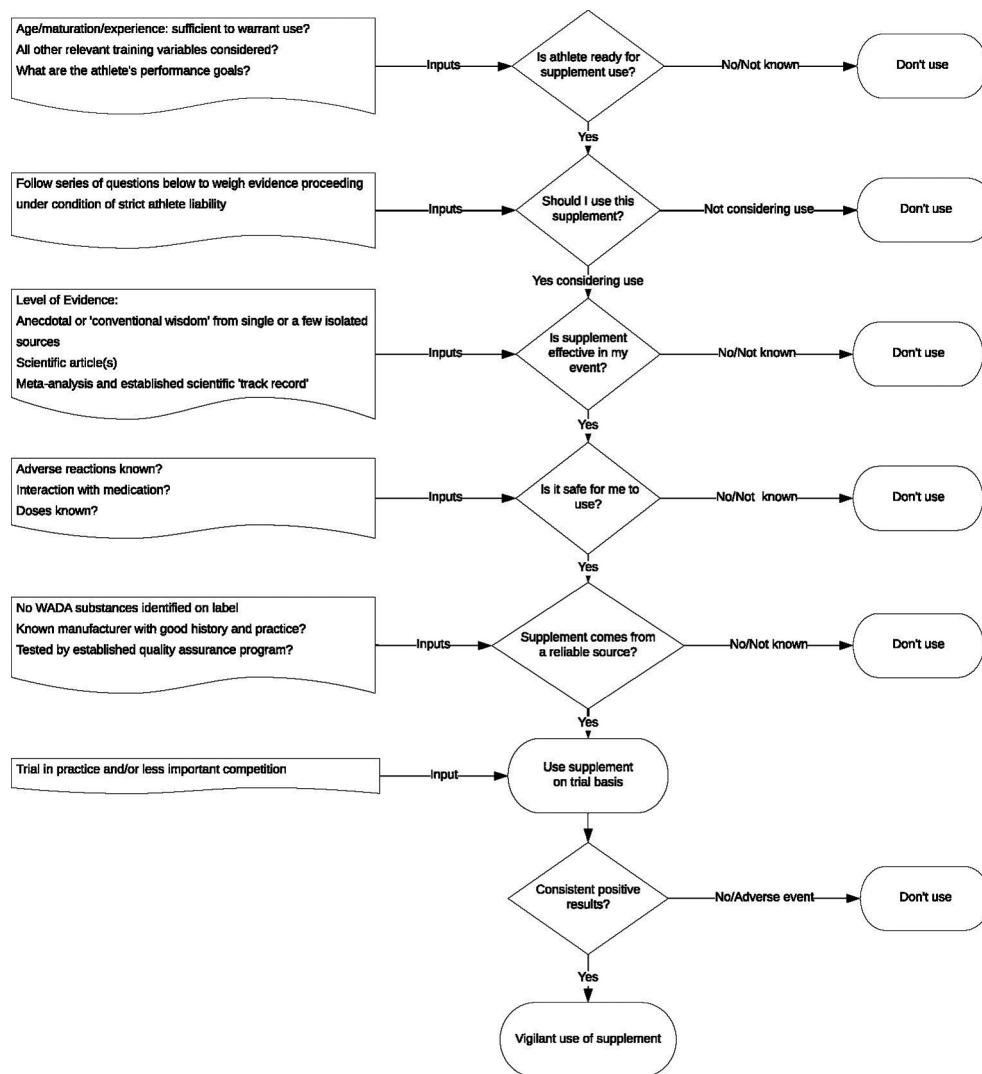 Age/maturation/experience: sufficient to warrant use?
All other relevant training variables considered?
What are the athlete's performance goals?
Inputs
Is athlete ready for
supplement use?
No/Not known
Don't use
Yes
Follow series of questions below to weigh evidence proceeding
under condition of strict athlete liability
Inputs
Should I use this
supplement?
Not considering use
Don't use
Yes considering use
Level of Evidence:
Anecdotal or 'conventional wisdom' from single or a few isolated
sources
Scientific article(s)
Meta-analysis and established scientific 'track record'
Inputs
Is supplement
effective in my
event?
No/Not known
Don't use
Yes
Adverse reactions known?
Interaction with medication?
Doses known?
Inputs
Is it safe for me to
use?
No/Not known
Don't use
Yes
No WADA substances identified on label
Known manufacturer with good history and practice?
Tested by established quality assurance program?
Inputs
Supplement comes from
a reliable source?
No/Not known
Don't use
Yes
Trial in practice and/or less important competition
Input
Use supplement
on trial basis
Consistent positive
results?
No/Adverse event
Don't use
Yes
Vigilant use of supplement